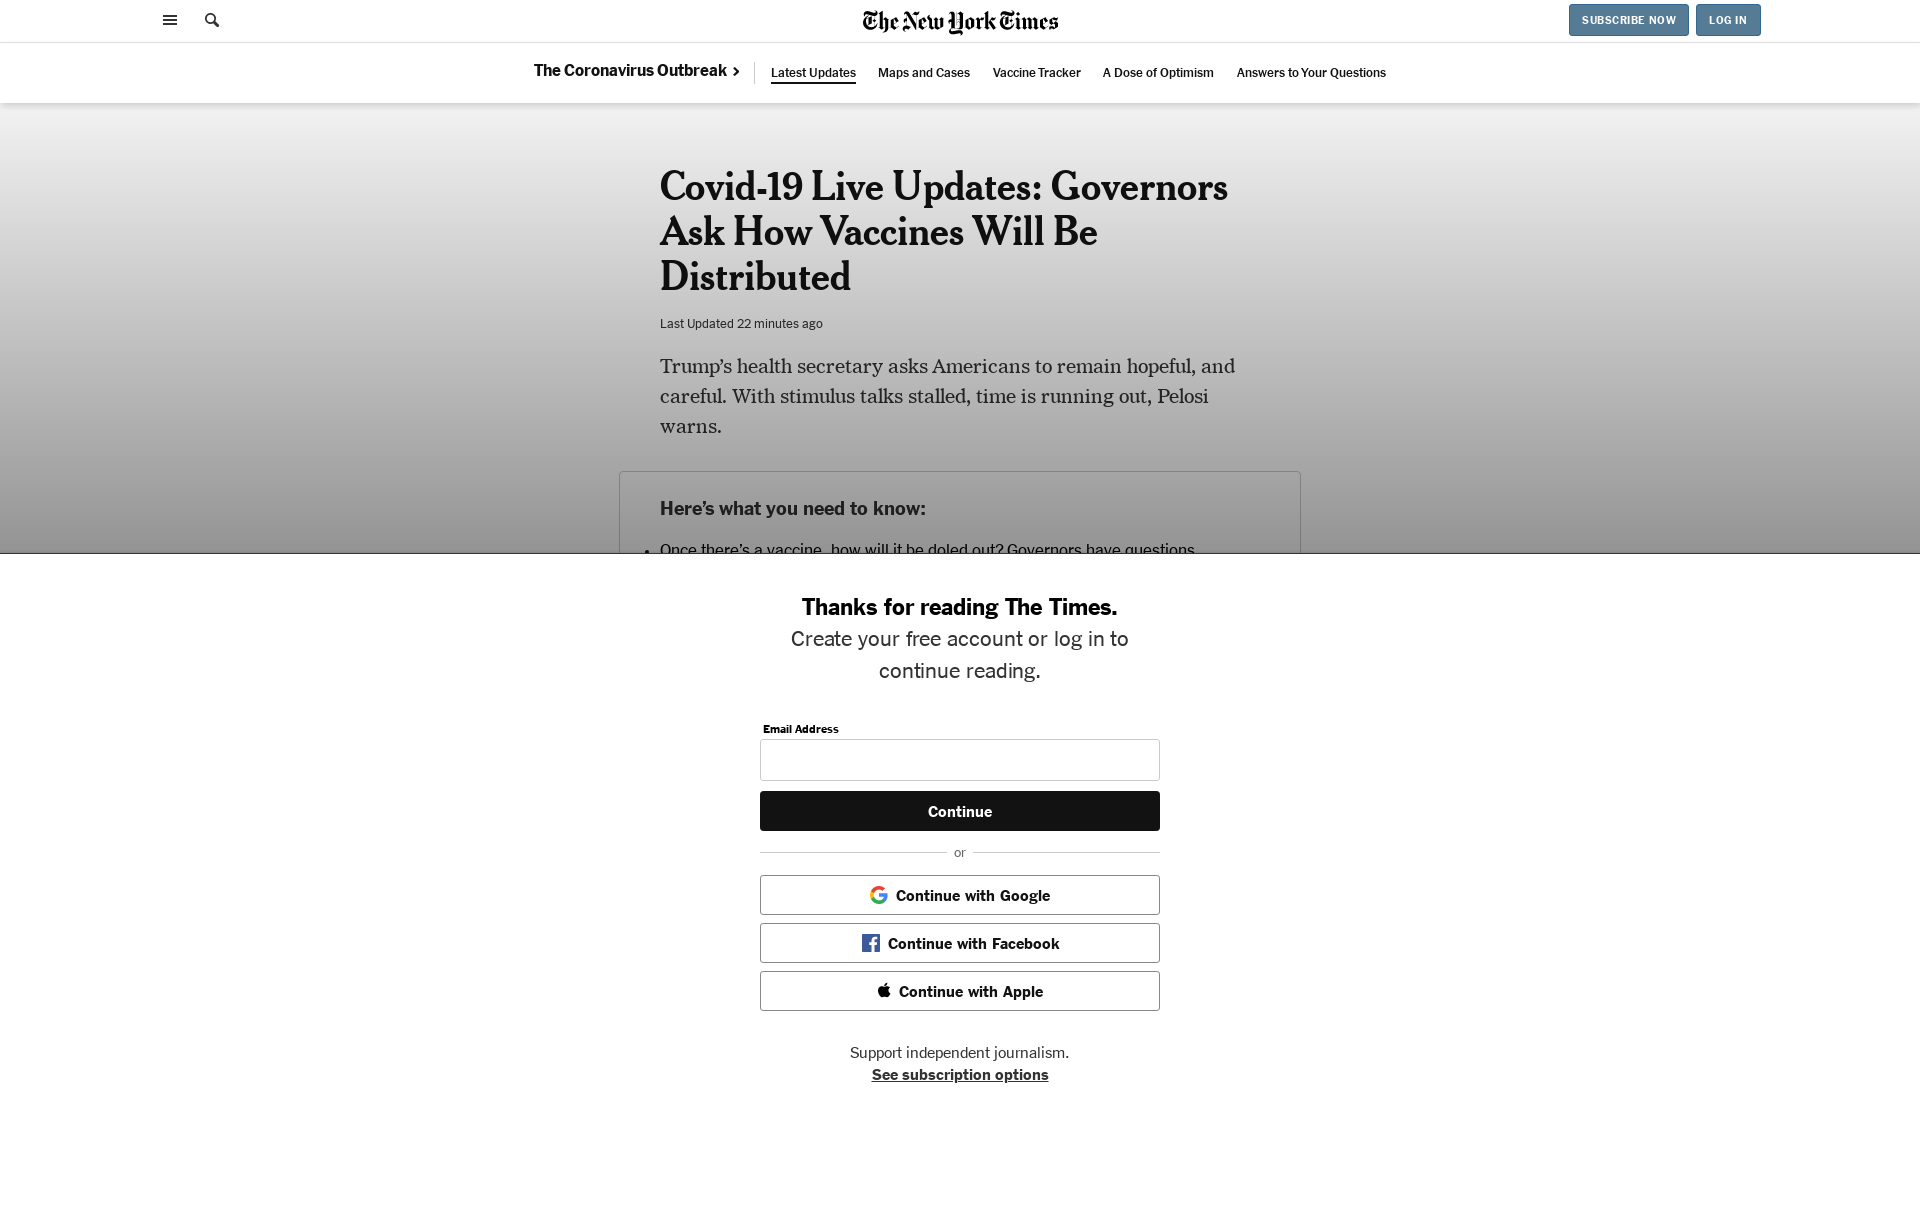 The New York Times
SUBSCRIBE NOW
LOG IN
The Coronavirus Outbreak
Latest Updates
Maps and Cases
Vaccine Tracker
A Dose of Optimism
Answers to Your Questions
Covid-19 Live Updates: Governors
Ask How Vaccines Will Be
Distributed
Last Updated 22 minutes ago
Trump’s health secretary asks Americans to remain hopeful, and
careful. With stimulus talks stalled, time is running out, Pelosi
warns.
Here’s what you need to know:
• Once there’s a vaccine, how will it be doled out? Governors have questions.
Thanks for reading The Times.
Create your free account or log in to
continue reading.
Email Address
Continue
or
Continue with Google
Continue with Facebook
Continue with Apple
Support independent journalism.
See subscription options